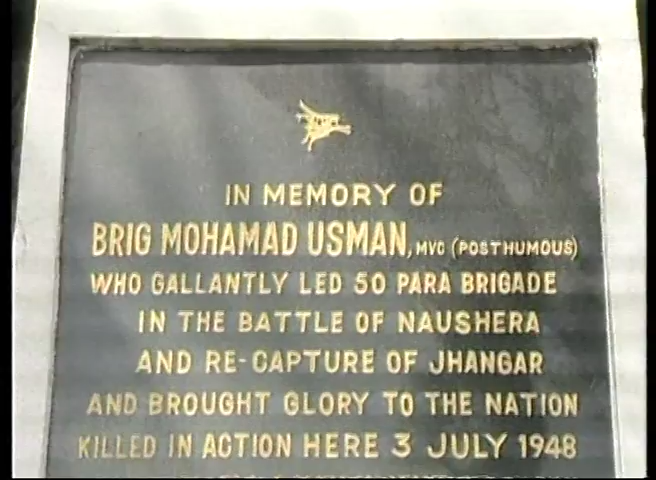 IN MEMORY OF
BRIG MOHAMAD USMAN, MVC (POSTHUMOUS)
WHO GALLANTLY LED 50 PARA BRIGADE
IN THE BATTLE OF NAUSHERA
AND RE-CAPTURE OF JHANGAR
AND BROUGHT GLORY TO THE NATION
KILLED IN ACTION HERE 3 JULY 1948